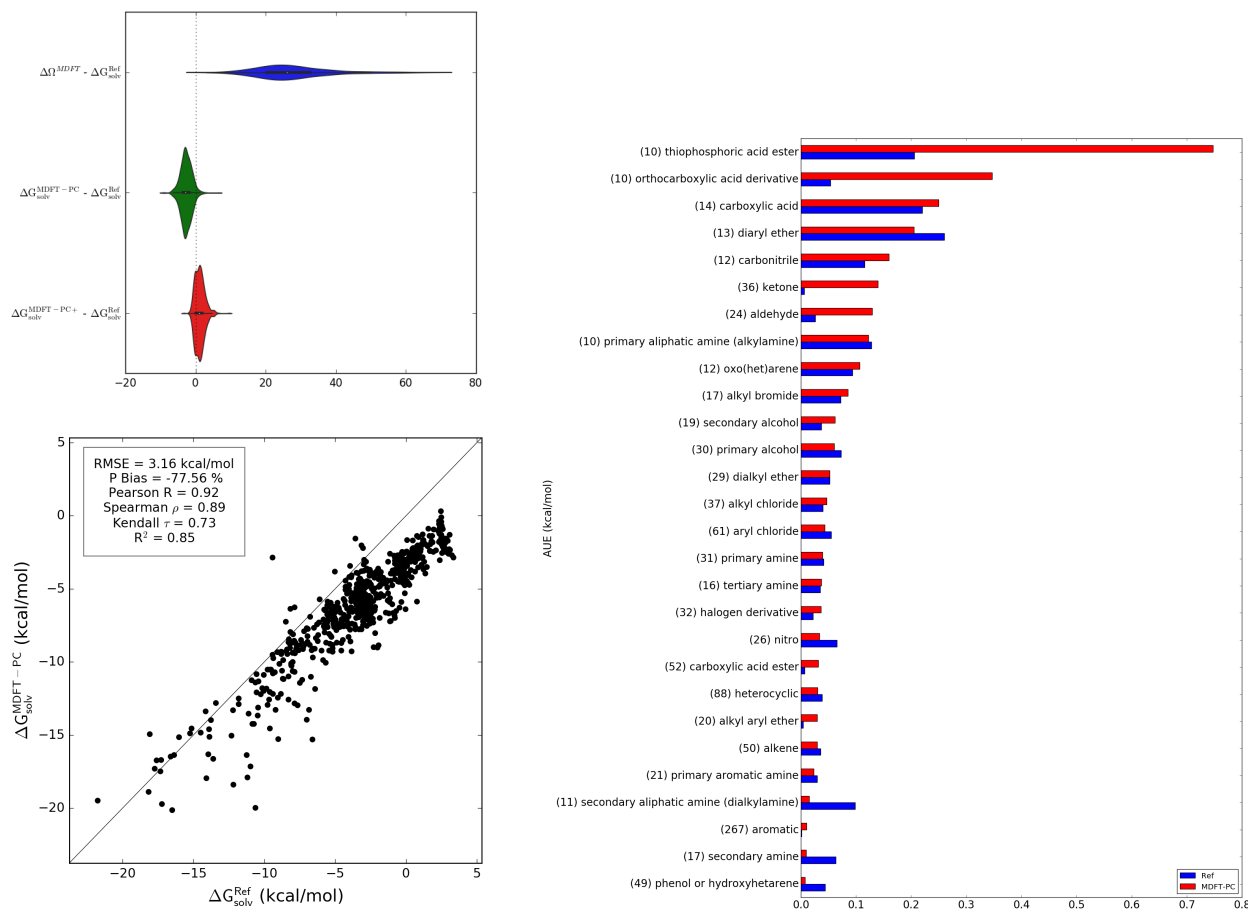 ΔΩ^MDFT - ΔG^Ref_solv
ΔG^MDFT−PC_solv - ΔG^Ref_solv
ΔG^MDFT−PC+_solv - ΔG^Ref_solv
−20 0 20 40 60 80
RMSE = 3.16 kcal/mol
P Bias = -77.56 %
Pearson R = 0.92
Spearman ρ = 0.89
Kendall τ = 0.73
R² = 0.85
5
0
−5
−10
−15
−20
ΔG^MDFT−PC_solv (kcal/mol)
−20 −15 −10 −5 0 5
ΔG^Ref_solv (kcal/mol)
AUE (kcal/mol)
(10) thiophosphoric acid ester
(10) orthocarboxylic acid derivative
(14) carboxylic acid
(13) diaryl ether
(12) carbonitrile
(36) ketone
(24) aldehyde
(10) primary aliphatic amine (alkylamine)
(12) oxo(het)arene
(17) alkyl bromide
(19) secondary alcohol
(30) primary alcohol
(29) dialkyl ether
(37) alkyl chloride
(61) aryl chloride
(31) primary amine
(16) tertiary amine
(32) halogen derivative
(26) nitro
(52) carboxylic acid ester
(88) heterocyclic
(20) alkyl aryl ether
(50) alkene
(21) primary aromatic amine
(11) secondary aliphatic amine (dialkylamine)
(267) aromatic
(17) secondary amine
(49) phenol or hydroxyhetarene
Ref
MDFT-PC
0.0 0.1 0.2 0.3 0.4 0.5 0.6 0.7 0.8